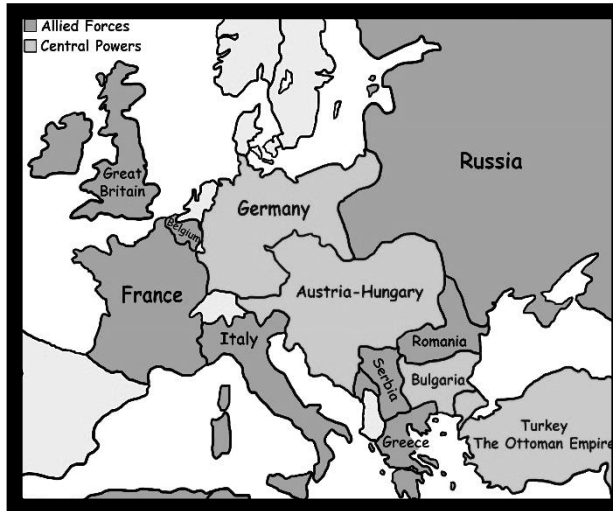 Allied Forces
Central Powers
Great
Britain
Russia
Belgium
Germany
France
Austria-Hungary
Italy
Romania
Serbia
Bulgaria
Greece
Turkey
The Ottoman Empire